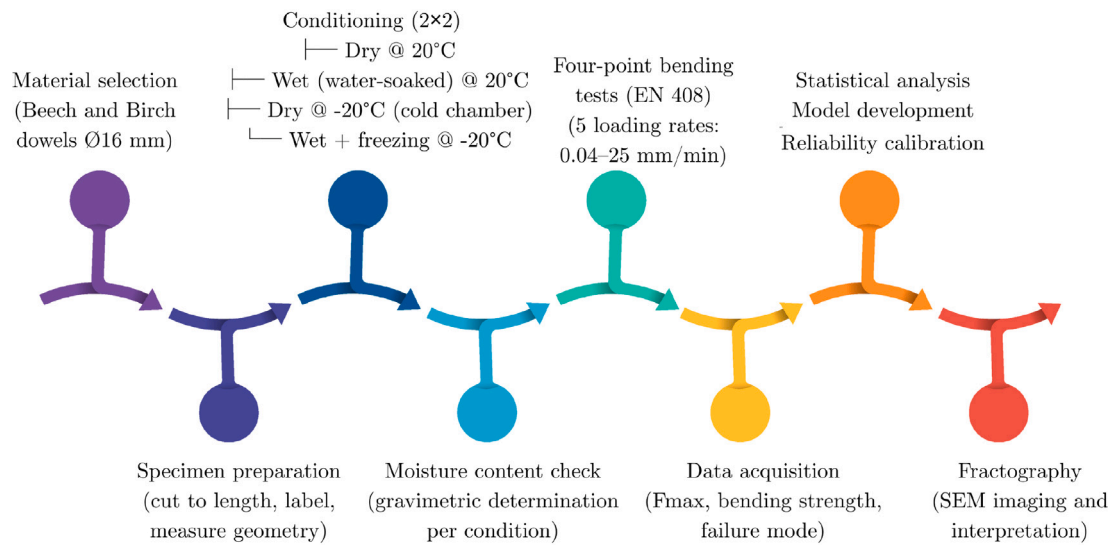 Material selection
(Beech and Birch
dowels Ø16 mm)
Specimen preparation
(cut to length, label,
measure geometry)
Conditioning (2×2)
├── Dry @ 20°C
├── Wet (water-soaked) @ 20°C
├── Dry @ -20°C (cold chamber)
└── Wet + freezing @ -20°C
Moisture content check
(gravimetric determination
per condition)
Four-point bending
tests (EN 408)
(5 loading rates:
0.04–25 mm/min)
Data acquisition
(Fmax, bending strength,
failure mode)
Statistical analysis
Model development
Reliability calibration
Fractography
(SEM imaging and
interpretation)